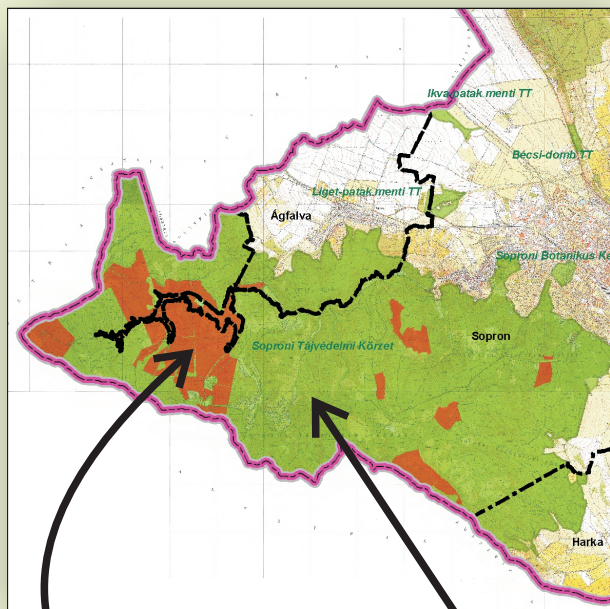 Ikva-patak menti TT
Bécsi-domb TT
Liget-patak menti TT
Ágfalva
Soproni Botanikus Ke
Sopron
Soproni Tájvédelmi Körzet
Harka